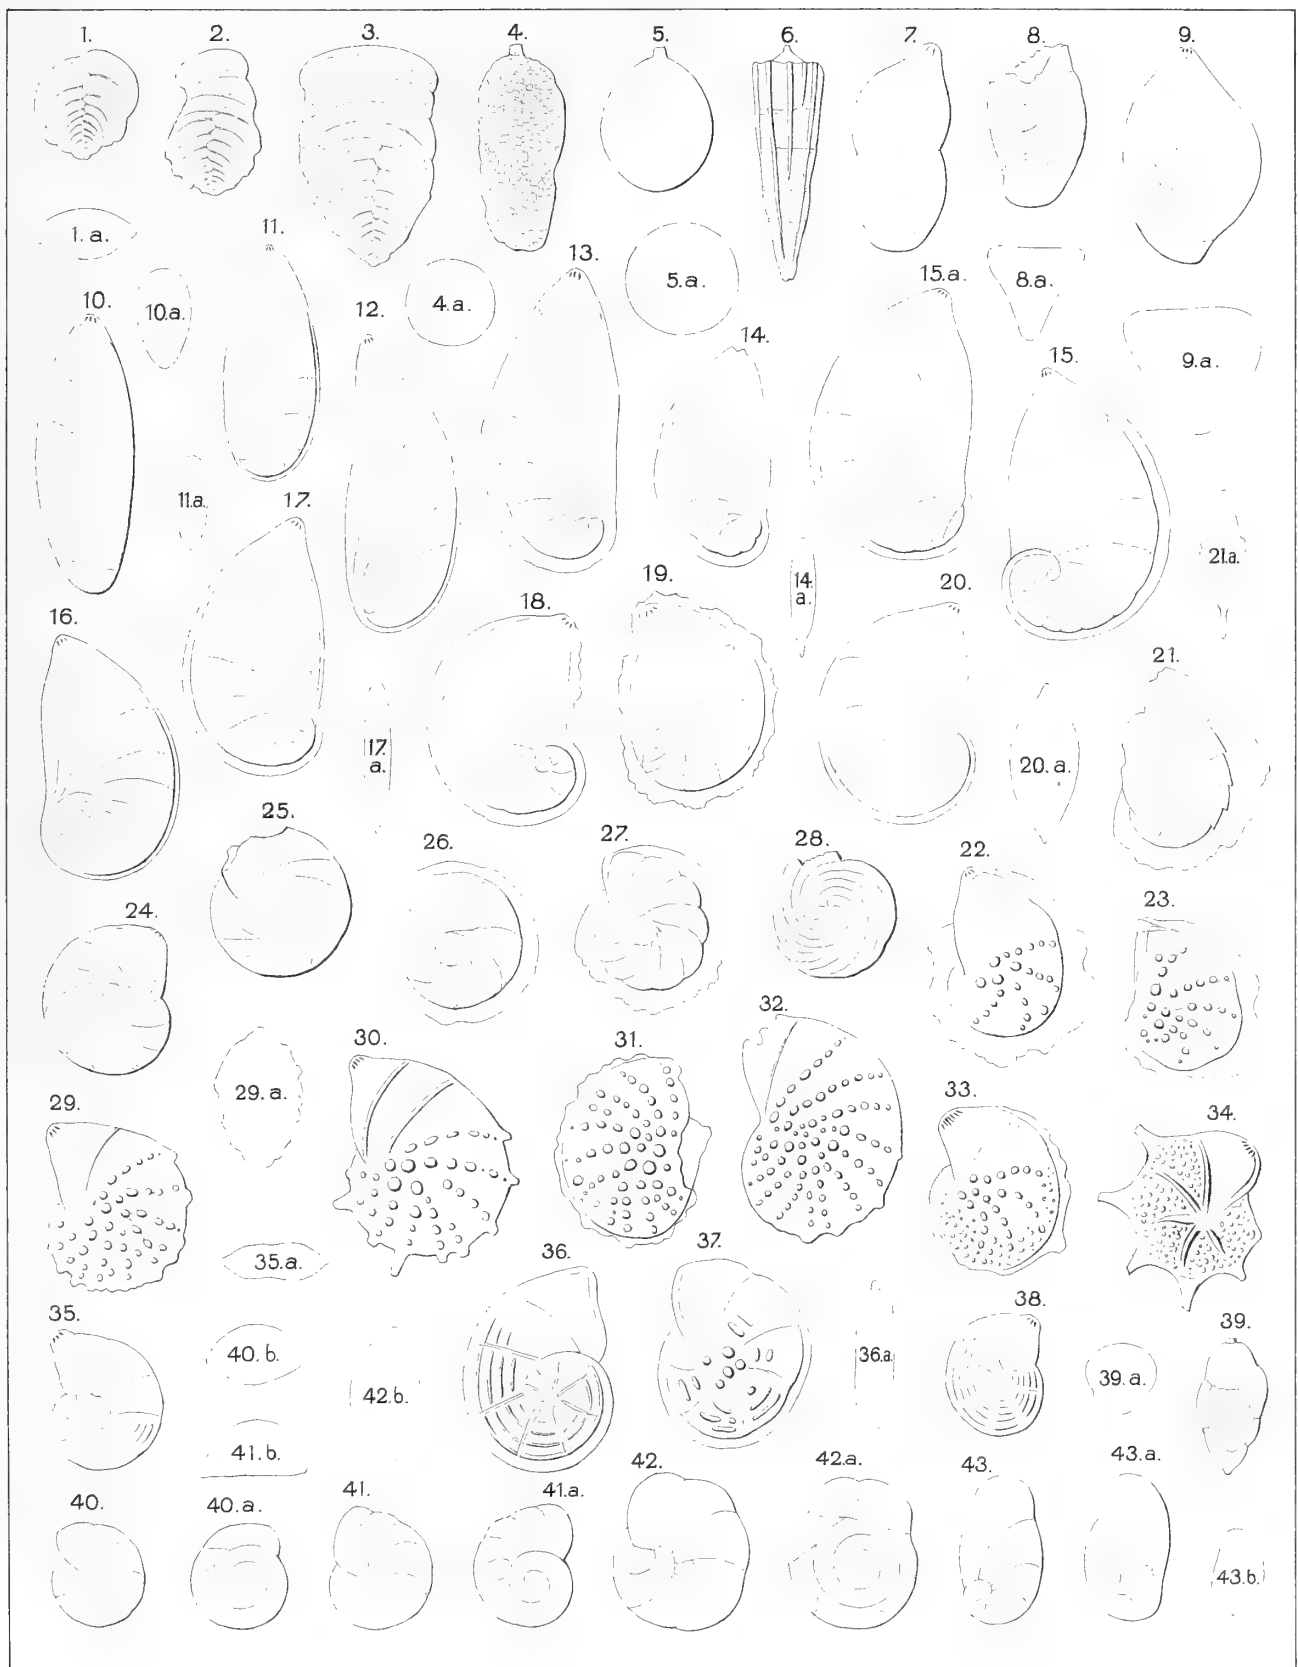 1. 2. 3. 4. 5. 6. 7. 8. 9.
1.a. 11. 13. 5.a. 15.a. 8.a.
10. 10.a. 12. 4.a. 14. 15. 9.a.
11.a. 17. 14.
a. 21.a.
16. 18. 19. 20. 21.
17.
a. 20.a.
25. 26. 27. 28. 22. 23.
24.
29. 29.a. 30. 31. 32. 33. 34.
35.a. 36. 37.
35. 40.b. 42.b. 36.a. 38. 39.a. 39.
41.b.
40. 40.a. 41. 41.a. 42. 42.a. 43. 43.a.
43.b.